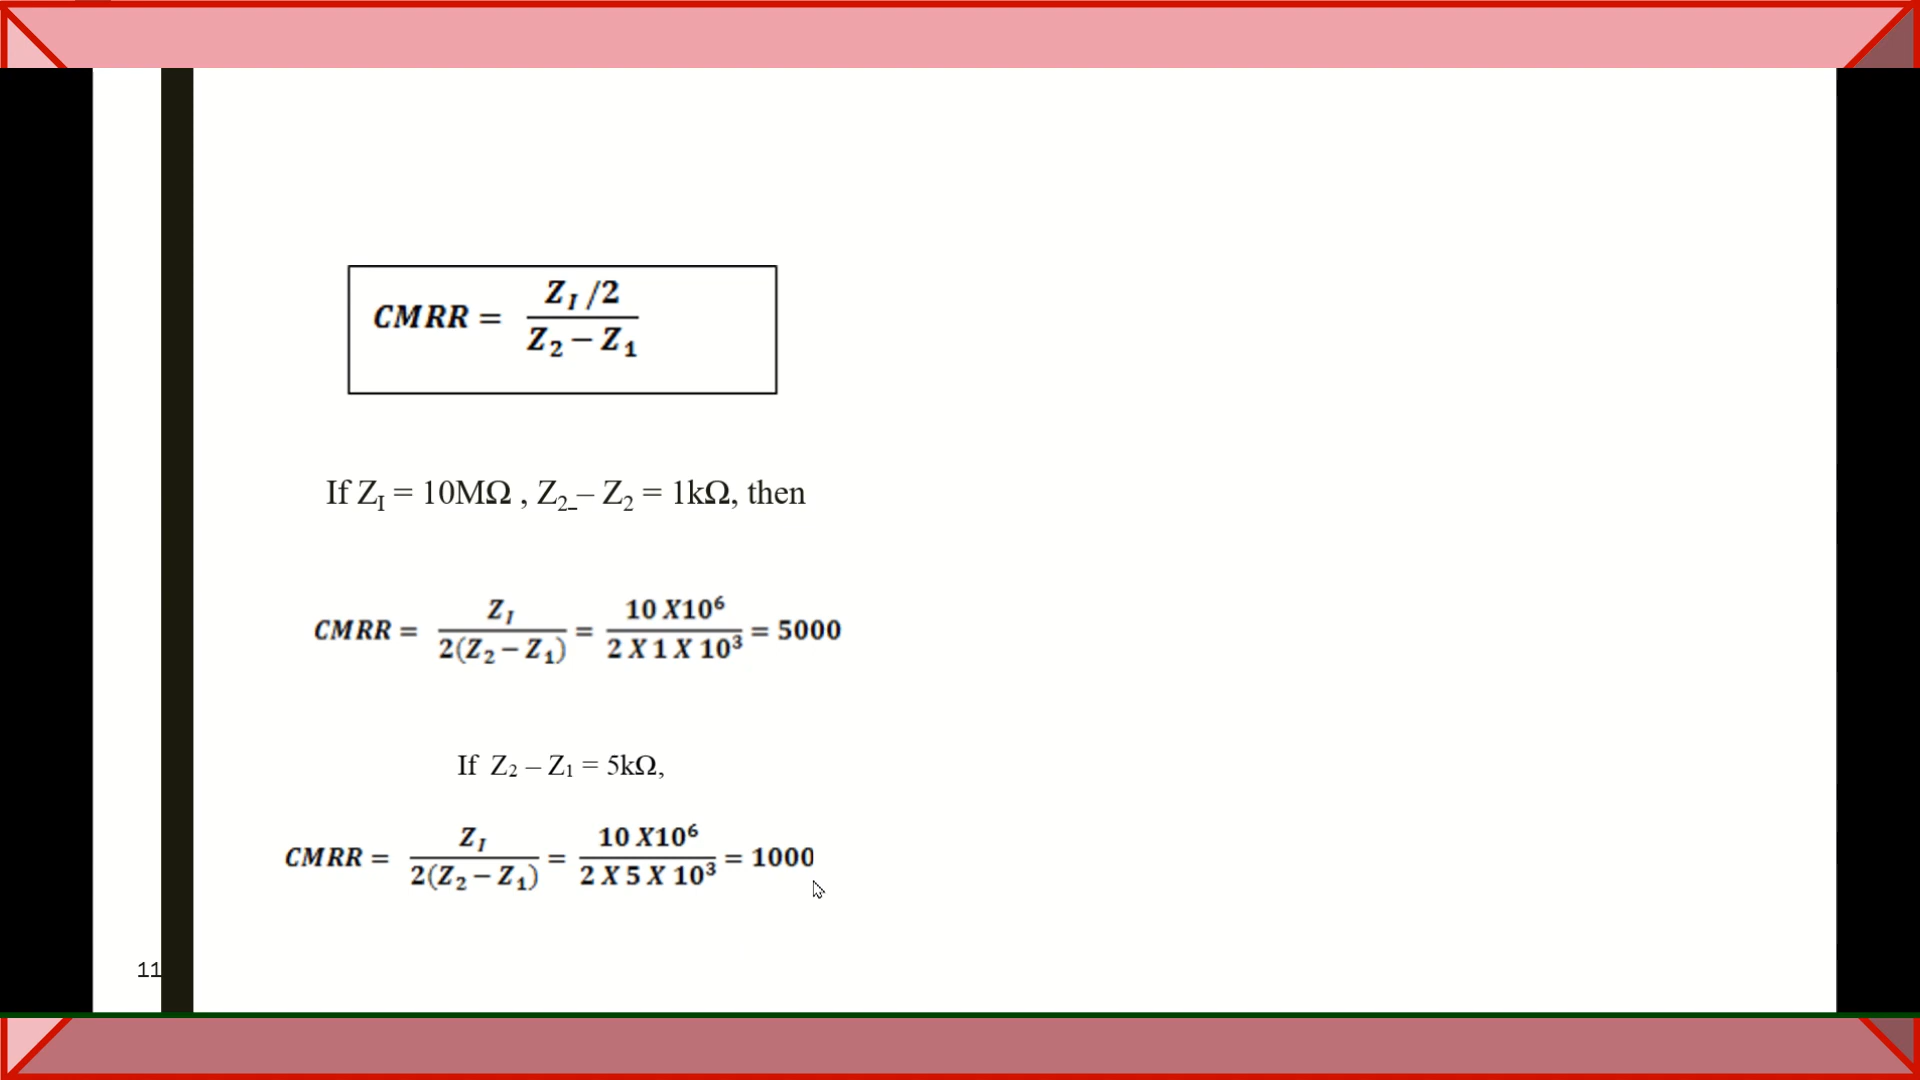 CMRR = Z_I /2 / Z_2 − Z_1
If Z_I = 10MΩ , Z_2_– Z_2 = 1kΩ, then
CMRR = Z_I / 2(Z_2 − Z_1) = 10 X10^6 / 2 X 1 X 10^3 = 5000
If Z_2 – Z_1 = 5kΩ,
CMRR = Z_I / 2(Z_2 − Z_1) = 10 X10^6 / 2 X 5 X 10^3 = 1000
11